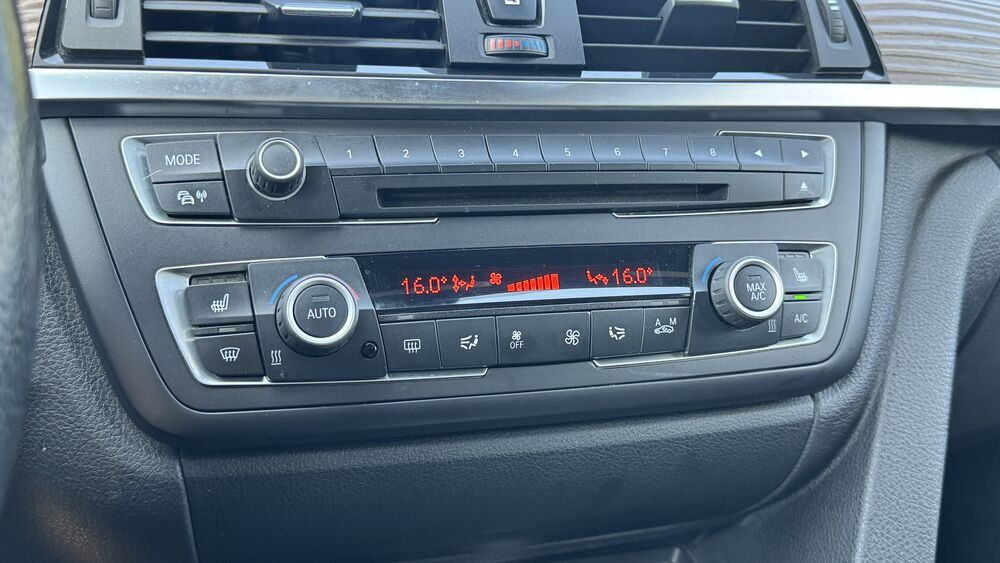 MODE
1 2 3 4 5 6 7 8
16.0° 16.0°
AUTO
MAX
A/C
OFF
A M
A/C